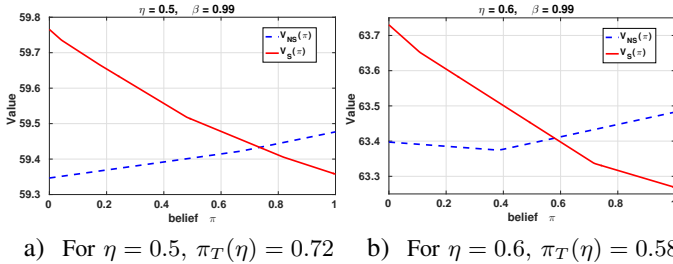 η = 0.5, β = 0.99
59.8
59.7
59.6
59.5
59.4
59.3
Value
0 0.2 0.4 0.6 0.8 1
belief π
V_NS(π)
V_S(π)
η = 0.6, β = 0.99
63.7
63.6
63.5
63.4
63.3
Value
0 0.2 0.4 0.6 0.8 1
belief π
V_NS(π)
V_S(π)
a) For η = 0.5, π_T(η) = 0.72
b) For η = 0.6, π_T(η) = 0.58